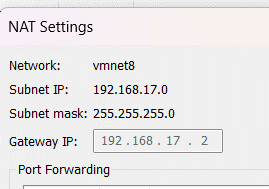 NAT Settings
Network: vmnet8
Subnet IP: 192.168.17.0
Subnet mask: 255.255.255.0
Gateway IP: 192 . 168 . 17 . 2
Port Forwarding